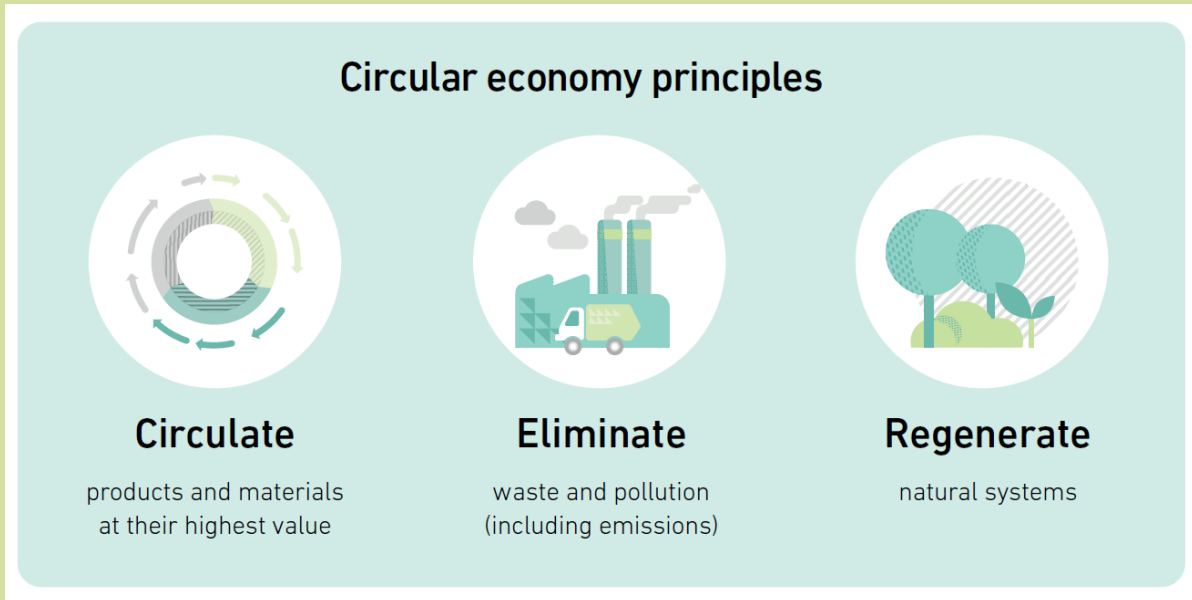 Circular economy principles
Circulate
products and materials
at their highest value
Eliminate
waste and pollution
(including emissions)
Regenerate
natural systems